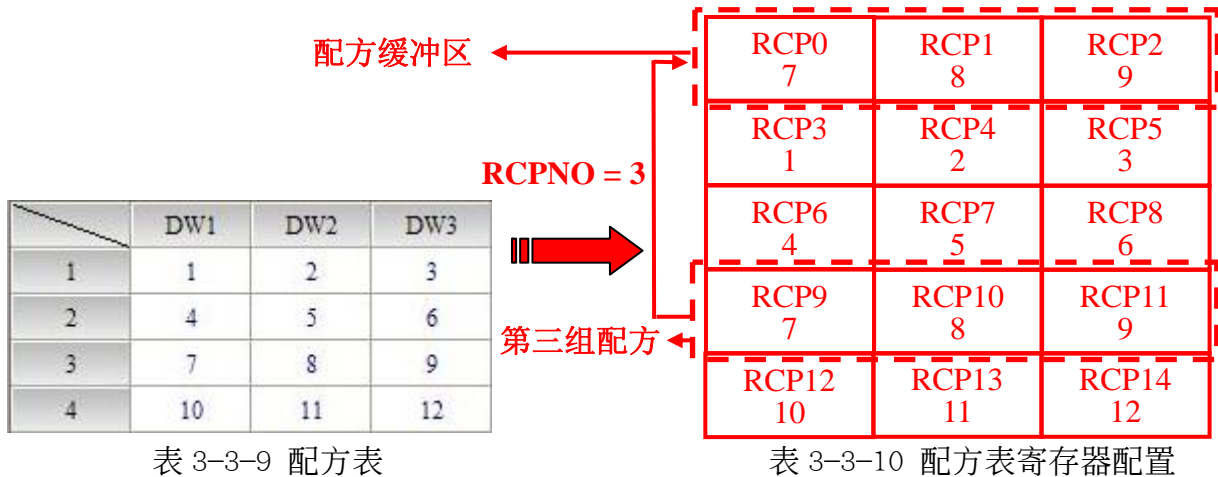 配方缓冲区
RCPNO = 3
第三组配方
DW1 DW2 DW3
1 1 2 3
2 4 5 6
3 7 8 9
4 10 11 12
表 3-3-9 配方表
RCP0 RCP1 RCP2
7 8 9
RCP3 RCP4 RCP5
1 2 3
RCP6 RCP7 RCP8
4 5 6
RCP9 RCP10 RCP11
7 8 9
RCP12 RCP13 RCP14
10 11 12
表 3-3-10 配方表寄存器配置